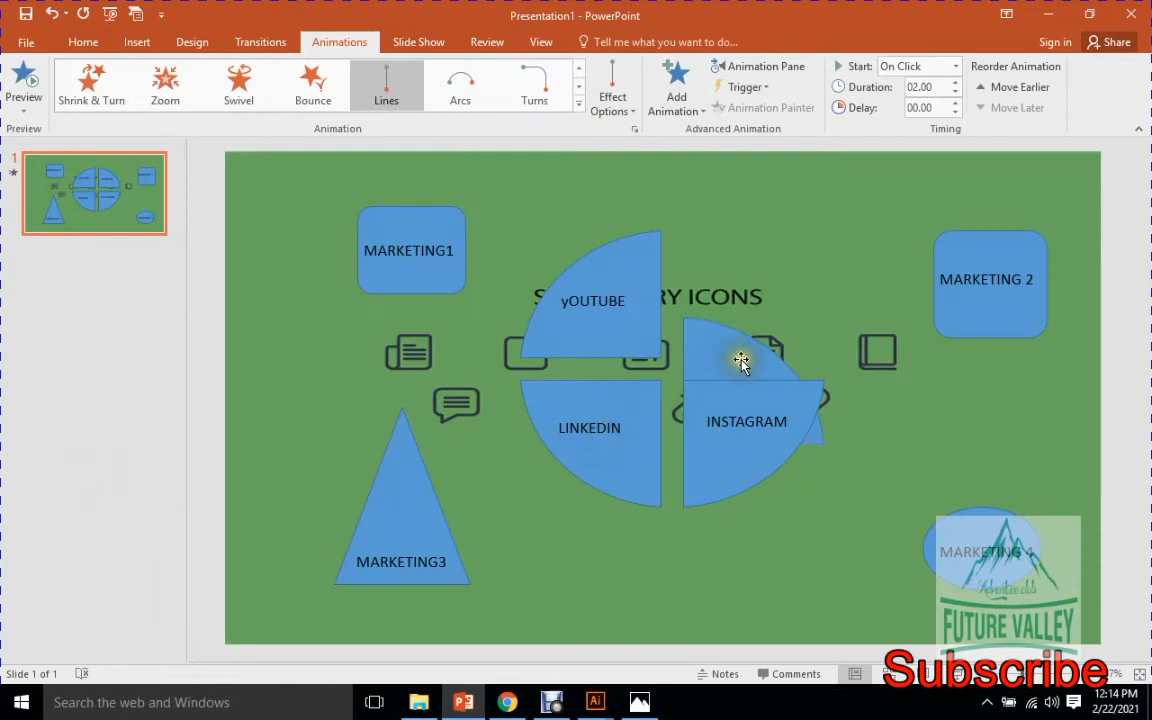 Presentation1 - PowerPoint
File Home Insert Design Transitions Animations Slide Show Review View Tell me what you want to do... Sign in Share
Preview
Shrink & Turn Zoom Swivel Bounce Lines Arcs Turns
Effect Options
Add Animation
Animation Pane
Trigger
Animation Painter
Start: On Click
Duration: 02.00
Delay: 00.00
Reorder Animation
Move Earlier
Move Later
Preview Animation Advanced Animation Timing
1
MARKETING1
MARKETING 2
yOUTUBE
RY ICONS
LINKEDIN
INSTAGRAM
MARKETING3
MARKETING 4
Adventure club
FUTURE VALLEY
Subscribe
Slide 1 of 1
Notes Comments
7%
Search the web and Windows
12:14 PM
2/22/2021